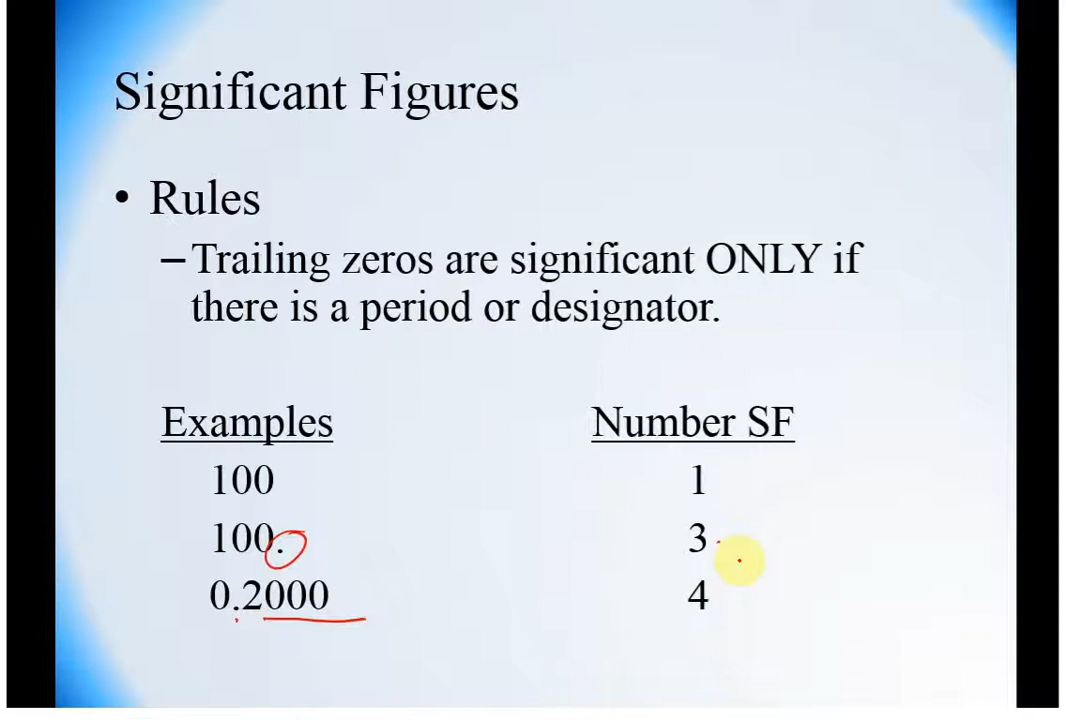 Significant Figures
• Rules
–Trailing zeros are significant ONLY if
there is a period or designator.
Examples Number SF
100 1
100. 3
0.2000 4